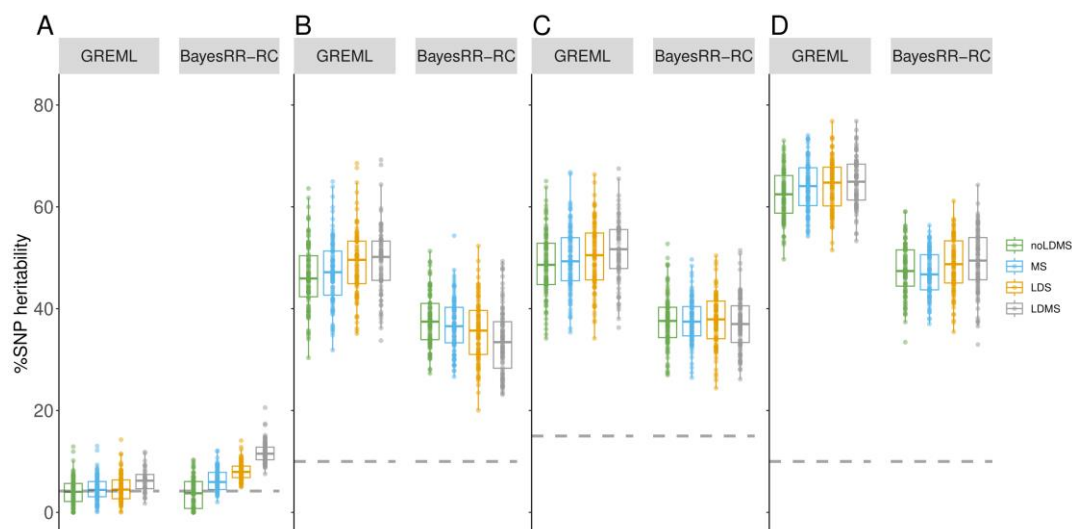 A B C D
GREML BayesRR−RC GREML BayesRR−RC GREML BayesRR−RC GREML BayesRR−RC
80
60
40
20
0
%SNP heritability
noLDMS
MS
LDS
LDMS